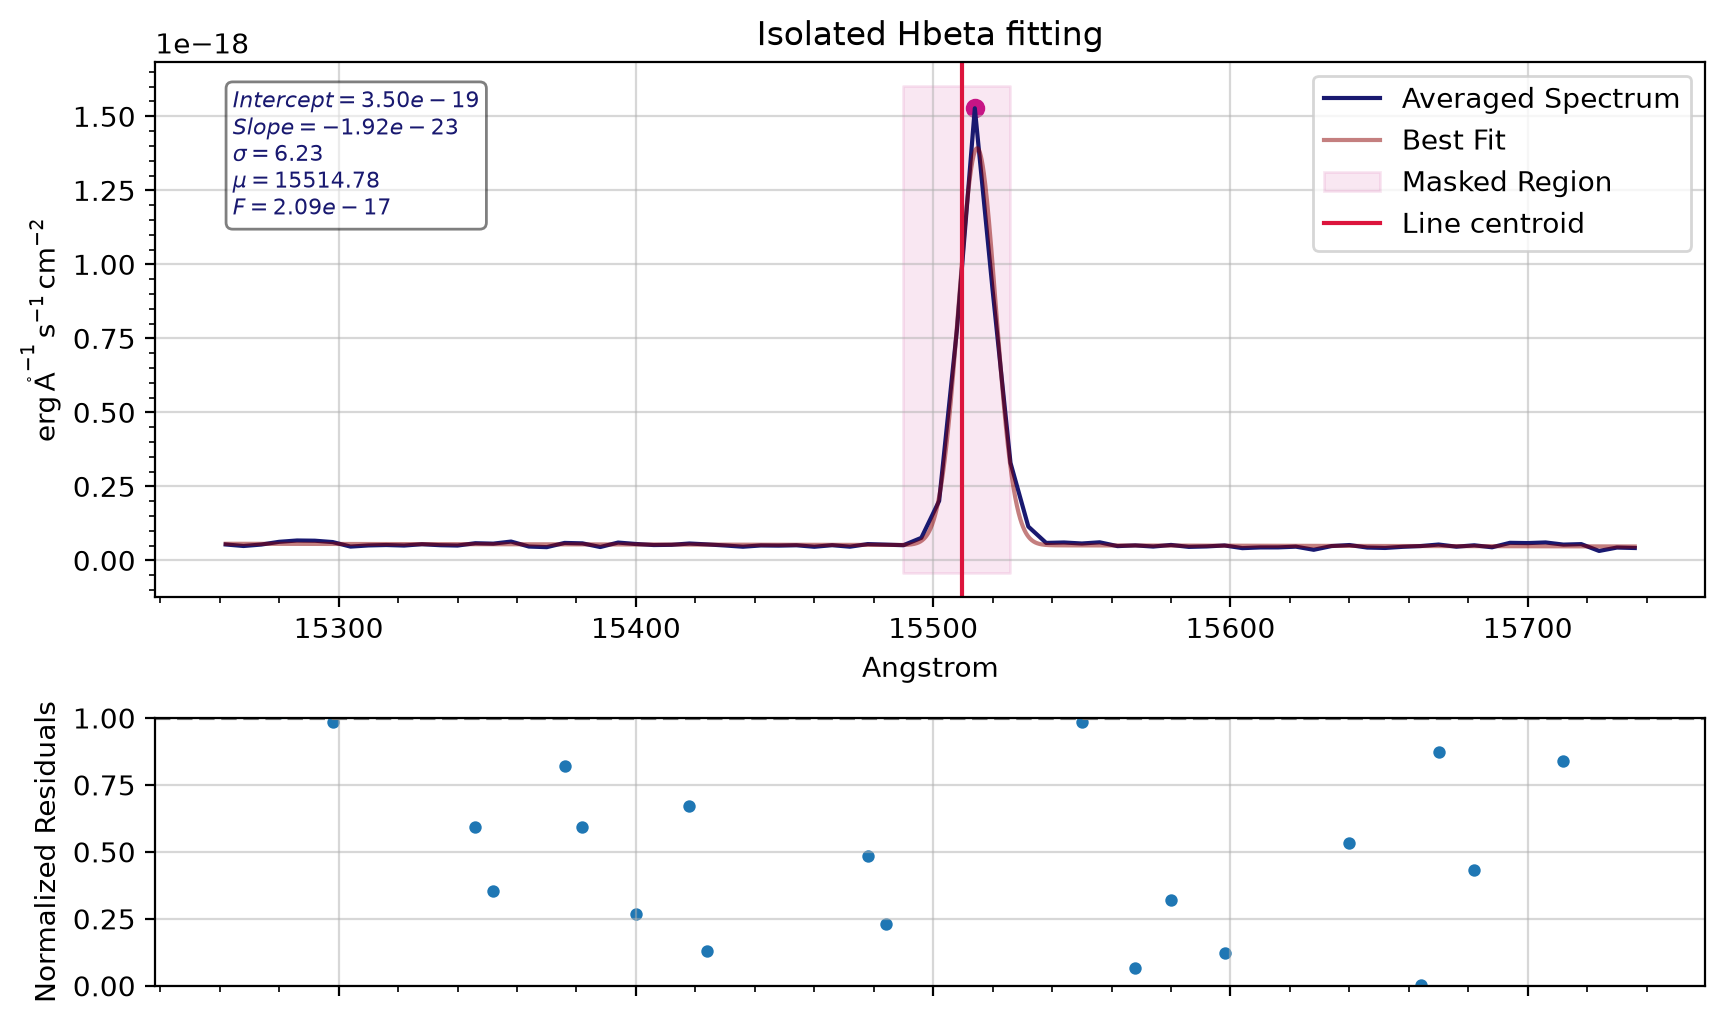 Isolated Hbeta fitting
1e−18
Intercept = 3.50e − 19
Slope = −1.92e − 23
σ = 6.23
μ = 15514.78
F = 2.09e − 17
Averaged Spectrum
Best Fit
Masked Region
Line centroid
1.50
1.25
1.00
0.75
0.50
0.25
0.00
erg Å⁻¹ s⁻¹ cm⁻²
15300 15400 15500 15600 15700
Angstrom
1.00
0.75
0.50
0.25
0.00
Normalized Residuals